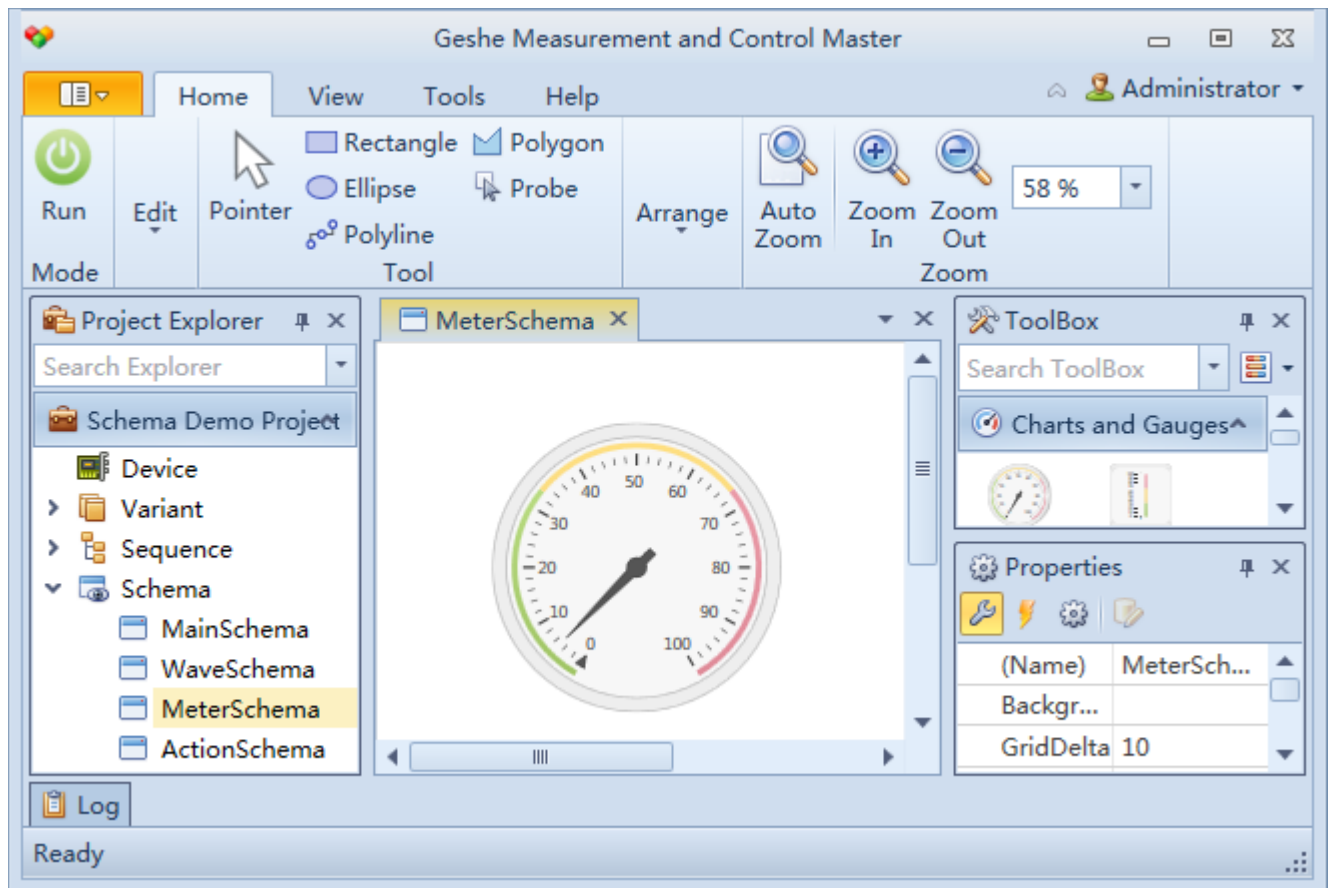 Geshe Measurement and Control Master
Home View Tools Help Administrator
Run
Edit
Pointer
Rectangle Polygon
Ellipse Probe
Polyline
Arrange
Auto Zoom
Zoom In
Zoom Out
58 %
Mode Tool Zoom
Project Explorer
Search Explorer
Schema Demo Project
Device
Variant
Sequence
Schema
MainSchema
WaveSchema
MeterSchema
ActionSchema
MeterSchema
0
10
20
30
40
50
60
70
80
90
100
ToolBox
Search ToolBox
Charts and Gauges
Properties
(Name) MeterSch...
Backgr...
GridDelta 10
Log
Ready